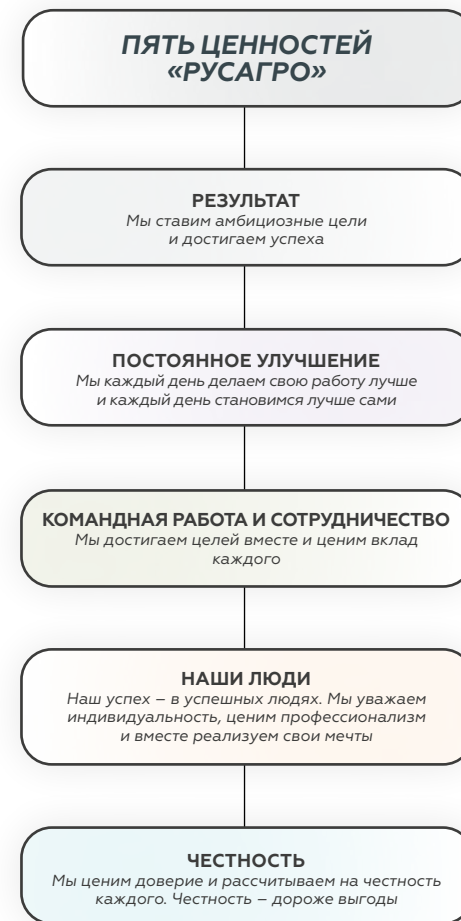 ПЯТЬ ЦЕННОСТЕЙ
«РУСАГРО»
РЕЗУЛЬТАТ
Мы ставим амбициозные цели
и достигаем успеха
ПОСТОЯННОЕ УЛУЧШЕНИЕ
Мы каждый день делаем свою работу лучше
и каждый день становимся лучше сами
КОМАНДНАЯ РАБОТА И СОТРУДНИЧЕСТВО
Мы достигаем целей вместе и ценим вклад
каждого
НАШИ ЛЮДИ
Наш успех – в успешных людях. Мы уважаем
индивидуальность, ценим профессионализм
и вместе реализуем свои мечты
ЧЕСТНОСТЬ
Мы ценим доверие и рассчитываем на честность
каждого. Честность – дороже выгоды